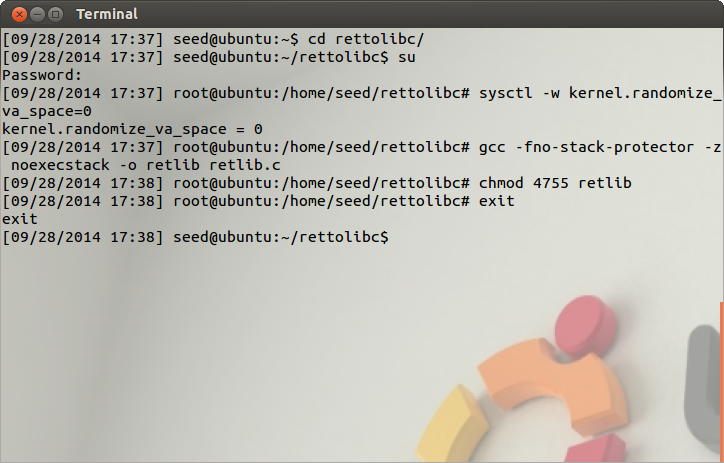 Terminal
[09/28/2014 17:37] seed@ubuntu:~$ cd rettolibc/
[09/28/2014 17:37] seed@ubuntu:~/rettolibc$ su
Password:
[09/28/2014 17:37] root@ubuntu:/home/seed/rettolibc# sysctl -w kernel.randomize_
va_space=0
kernel.randomize_va_space = 0
[09/28/2014 17:37] root@ubuntu:/home/seed/rettolibc# gcc -fno-stack-protector -z
 noexecstack -o retlib retlib.c
[09/28/2014 17:38] root@ubuntu:/home/seed/rettolibc# chmod 4755 retlib
[09/28/2014 17:38] root@ubuntu:/home/seed/rettolibc# exit
exit
[09/28/2014 17:38] seed@ubuntu:~/rettolibc$